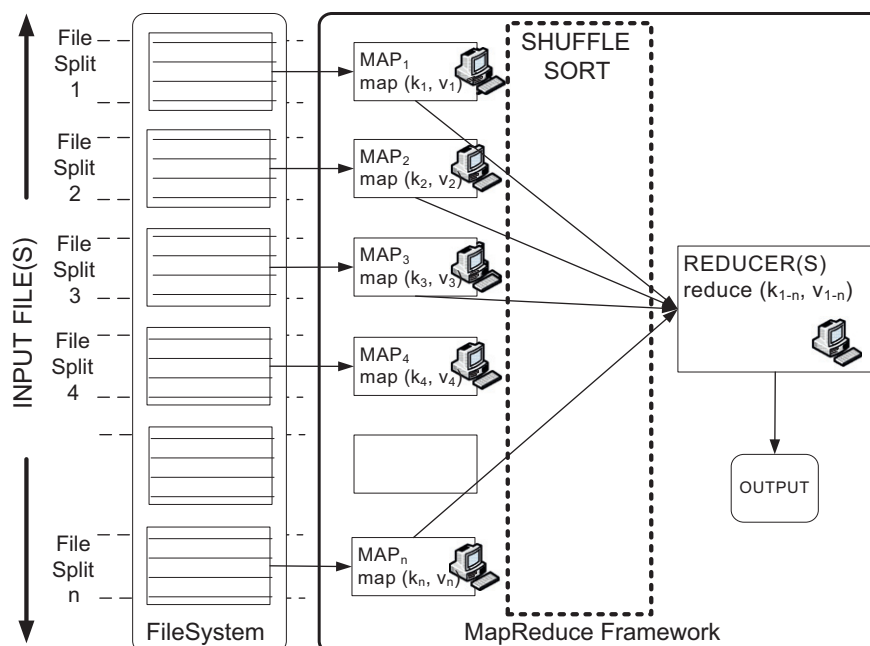 INPUT FILE(S)
File
Split
1
File
Split
2
File
Split
3
File
Split
4
File
Split
n
FileSystem
MAP₁
map (k₁, v₁)
MAP₂
map (k₂, v₂)
MAP₃
map (k₃, v₃)
MAP₄
map (k₄, v₄)
MAPₙ
map (kₙ, vₙ)
SHUFFLE
SORT
REDUCER(S)
reduce (k₁₋ₙ, v₁₋ₙ)
OUTPUT
MapReduce Framework